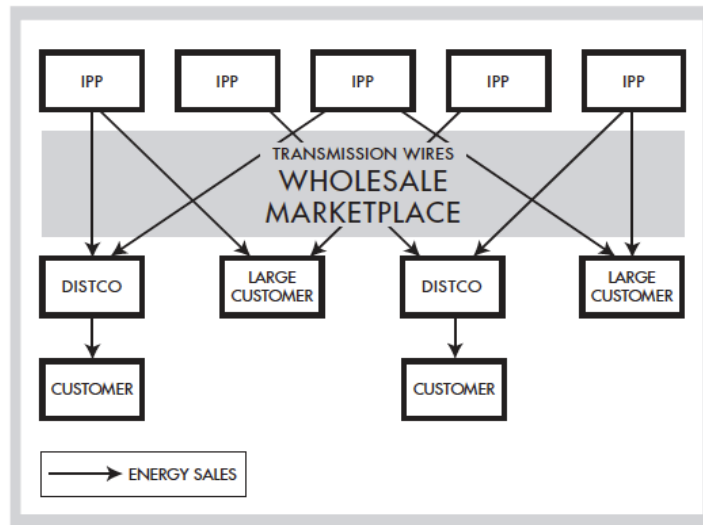 IPP
IPP
IPP
IPP
IPP
TRANSMISSION WIRES
WHOLESALE
MARKETPLACE
DISTCO
LARGE
CUSTOMER
DISTCO
LARGE
CUSTOMER
CUSTOMER
CUSTOMER
ENERGY SALES